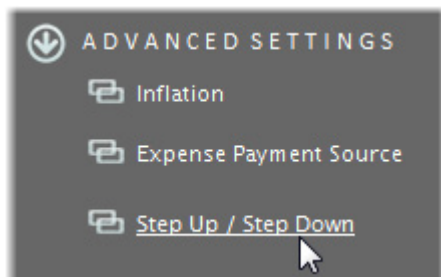 ADVANCED SETTINGS
Inflation
Expense Payment Source
Step Up / Step Down